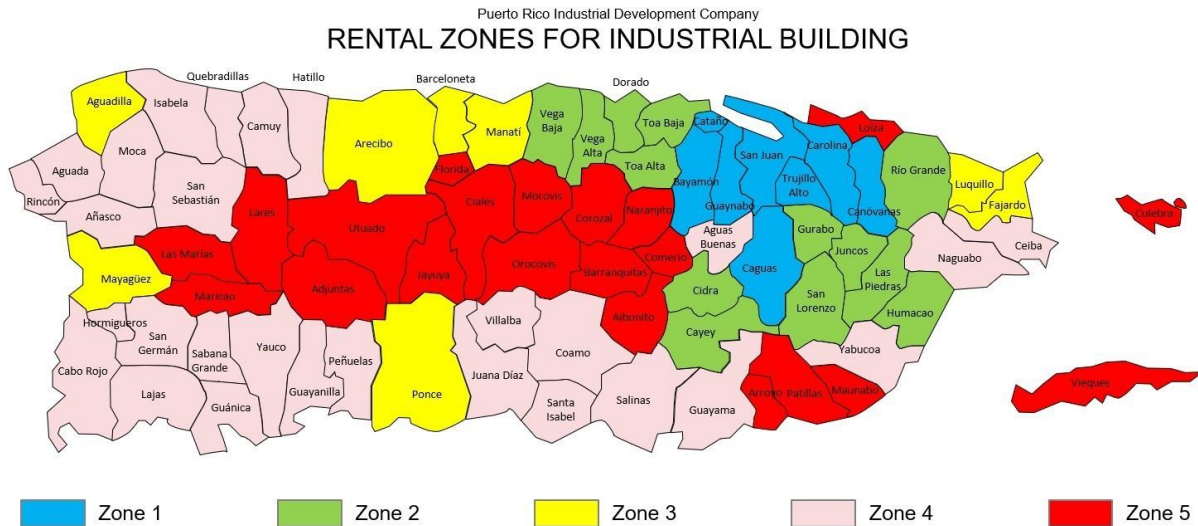 Puerto Rico Industrial Development Company
RENTAL ZONES FOR INDUSTRIAL BUILDING
Quebradillas
Hatillo
Barceloneta
Dorado
Aguadilla
Isabela
Camuy
Arecibo
Manatí
Vega
Baja
Vega
Alta
Toa Baja
Toa Alta
Cataño
Bayamón
San Juan
Guaynabo
Carolina
Trujillo
Alto
Canóvanas
Loíza
Río Grande
Luquillo
Fajardo
Culebra
Moca
Aguada
Rincón
San
Sebastián
Añasco
Lares
Utuado
Florida
Ciales
Morovis
Corozal
Naranjito
Aguas
Buenas
Gurabo
Juncos
Caguas
Naguabo
Ceiba
Las Marías
Mayagüez
Maricao
Adjuntas
Jayuya
Orocovis
Barranquitas
Comerío
Cidra
San
Lorenzo
Las
Piedras
Humacao
Aibonito
Cayey
Yabucoa
Hormigueros
San
Germán
Sabana
Grande
Yauco
Peñuelas
Villalba
Coamo
Cabo Rojo
Lajas
Guánica
Guayanilla
Ponce
Juana Díaz
Santa
Isabel
Salinas
Guayama
Arroyo
Patillas
Maunabo
Vieques
Zone 1
Zone 2
Zone 3
Zone 4
Zone 5